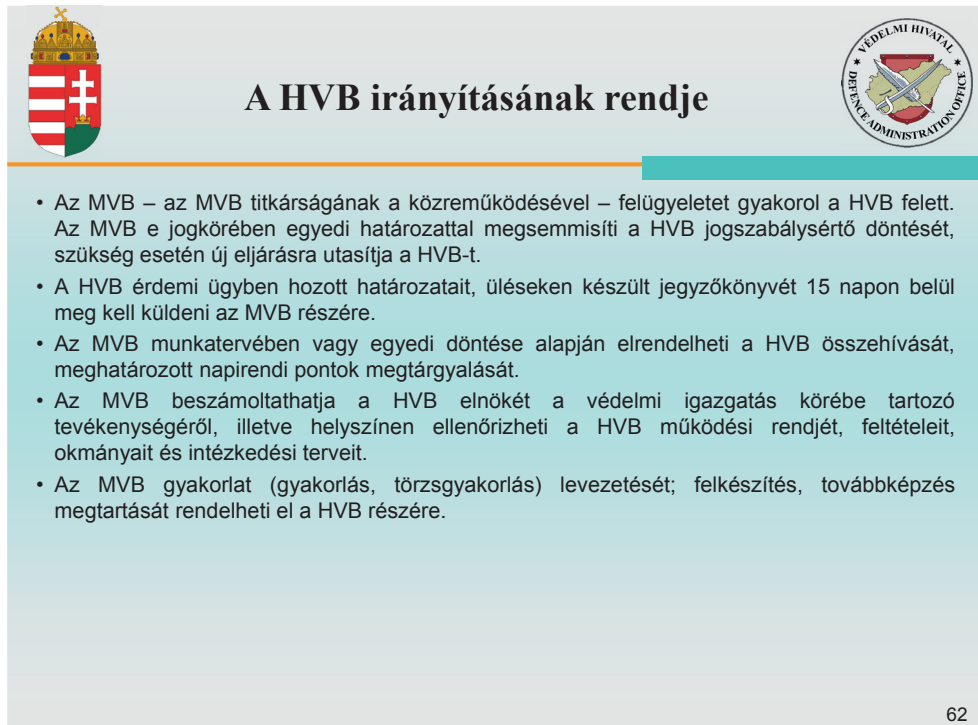 VÉDELMI HIVATAL
DEFENCE ADMINISTRATION OFFICE
A HVB irányításának rendje
• Az MVB – az MVB titkárságának a közreműködésével – felügyeletet gyakorol a HVB felett.
Az MVB e jogkörében egyedi határozattal megsemmisíti a HVB jogszabálysértő döntését,
szükség esetén új eljárásra utasítja a HVB-t.
• A HVB érdemi ügyben hozott határozatait, üléseken készült jegyzőkönyvét 15 napon belül
meg kell küldeni az MVB részére.
• Az MVB munkatervében vagy egyedi döntése alapján elrendelheti a HVB összehívását,
meghatározott napirendi pontok megtárgyalását.
• Az MVB beszámoltathatja a HVB elnökét a védelmi igazgatás körébe tartozó
tevékenységéről, illetve helyszínen ellenőrizheti a HVB működési rendjét, feltételeit,
okmányait és intézkedési terveit.
• Az MVB gyakorlat (gyakorlás, törzsgyakorlás) levezetését; felkészítés, továbbképzés
megtartását rendelheti el a HVB részére.
62